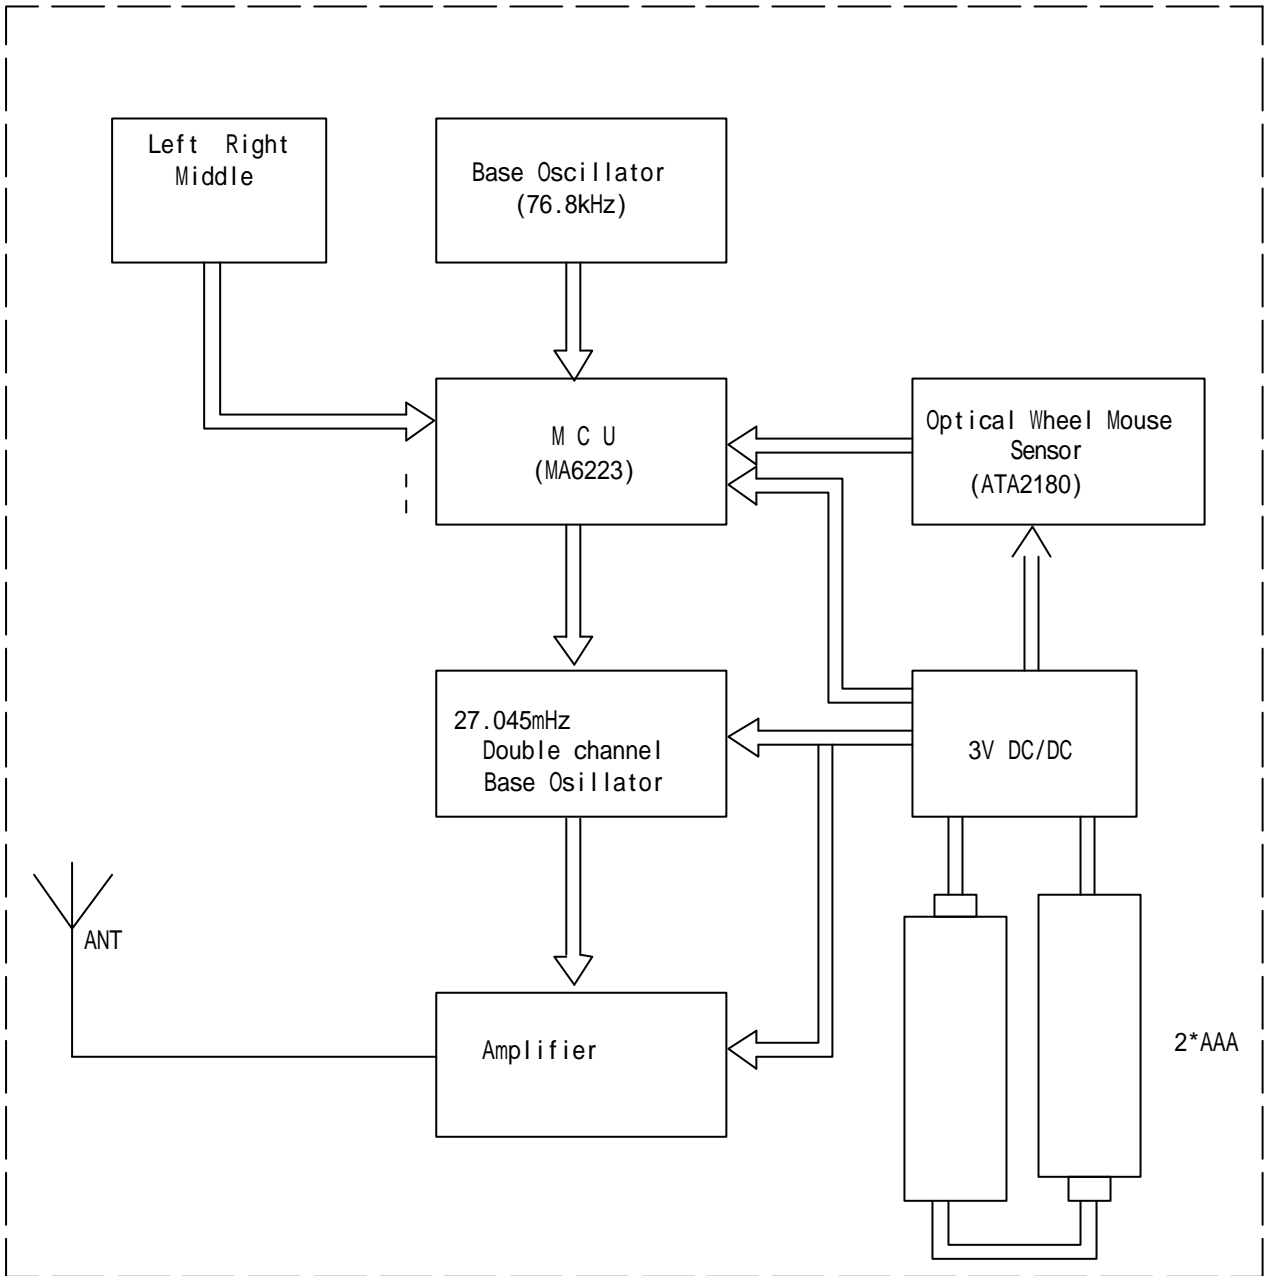 Left Right
Middle
Base Oscillator
(76.8kHz)
M C U
(MA6223)
Optical Wheel Mouse
Sensor
(ATA2180)
27.045mHz
Double channel
Base Osillator
3V DC/DC
ANT
Amplifier
2*AAA